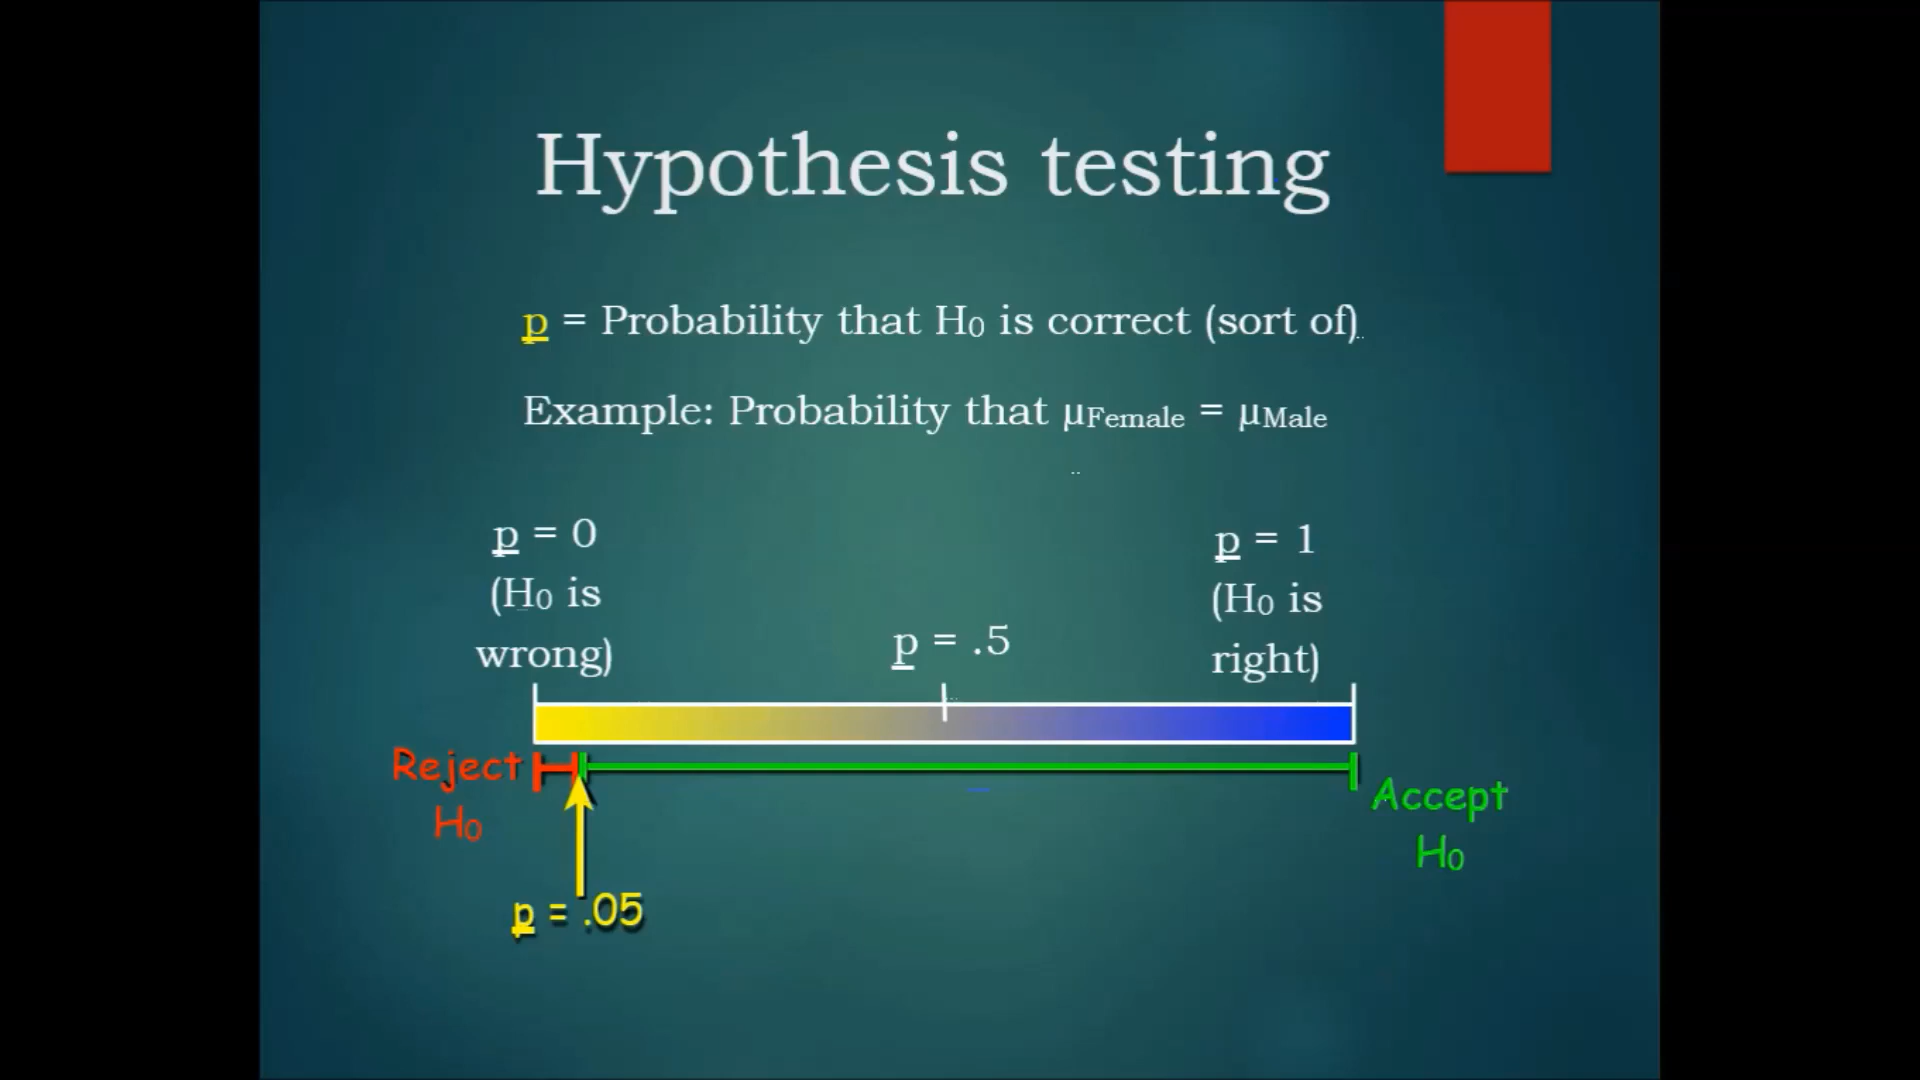 Hypothesis testing
p = Probability that H₀ is correct (sort of)
Example: Probability that μFemale = μMale
p = 0
(H₀ is
wrong)
p = .5
p = 1
(H₀ is
right)
Reject
H₀
Accept
H₀
p = .05